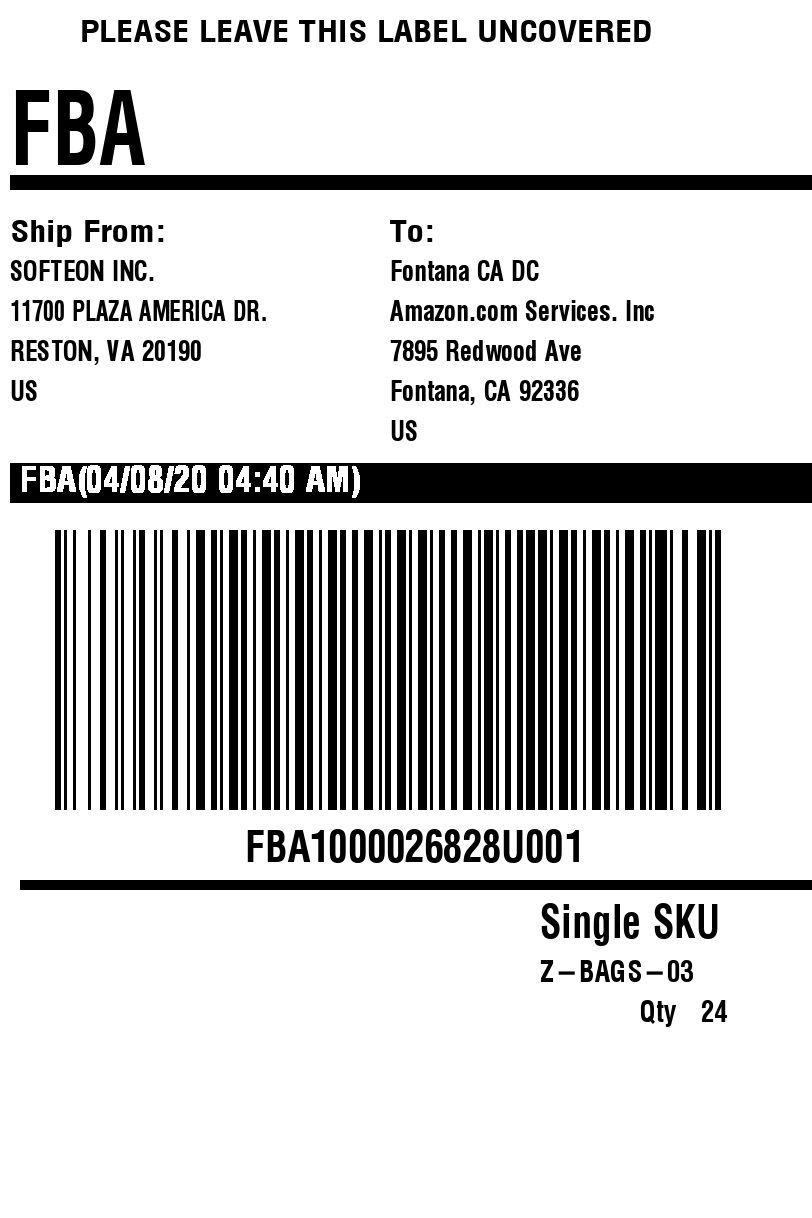 PLEASE LEAVE THIS LABEL UNCOVERED
FBA
Ship From:
SOFTEON INC.
11700 PLAZA AMERICA DR.
RESTON, VA 20190
US
To:
Fontana CA DC
Amazon.com Services. Inc
7895 Redwood Ave
Fontana, CA 92336
US
FBA(04/08/20 04:40 AM)
FBA1000026828U001
Single SKU
Z–BAGS–03
Qty 24